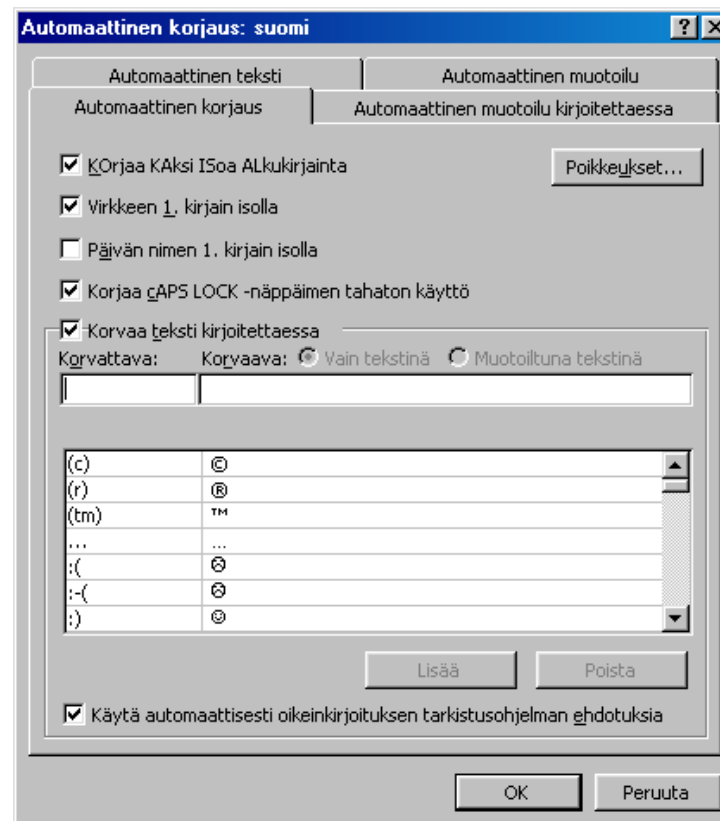 Automaattinen korjaus: suomi
Automaattinen teksti Automaattinen muotoilu
Automaattinen korjaus Automaattinen muotoilu kirjoitettaessa
KOrjaa KAksi ISoa ALkukirjainta Poikkeukset...
Virkkeen 1. kirjain isolla
Päivän nimen 1. kirjain isolla
Korjaa cAPS LOCK -näppäimen tahaton käyttö
Korvaa teksti kirjoitettaessa
Korvattava: Korvaava: Vain tekstinä Muotoiltuna tekstinä
(c) ©
(r) ®
(tm) ™
... …
:( ☹
:-( ☹
:) ☺
Lisää Poista
Käytä automaattisesti oikeinkirjoituksen tarkistusohjelman ehdotuksia
OK Peruuta